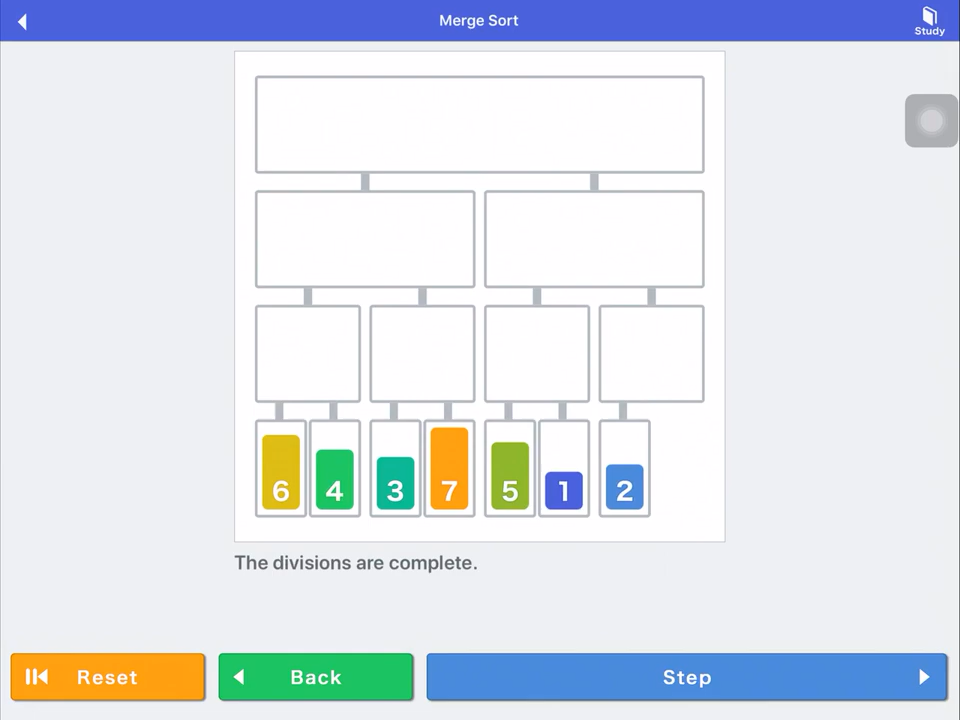 Merge Sort
Study
6 4 3 7 5 1 2
The divisions are complete.
Reset Back Step